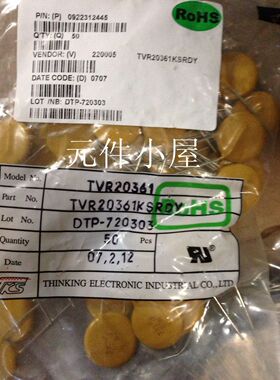 P/N: (P) 0922312445
Q'TY: (Q) 50
VENDOR: (V) 220005
TVR20361KSRDY
DATE CODE: (D) 0707
LOT /NB: DTP-720303
RoHS
元件小屋
Model No. TVR20361
Part No. TVR20361KSRDY
Lot No. DTP-720303
RoHS
Quantity 50 Pcs
Date 07,2,12
THINKING ELECTRONIC INDUSTRIAL CO., LTD.